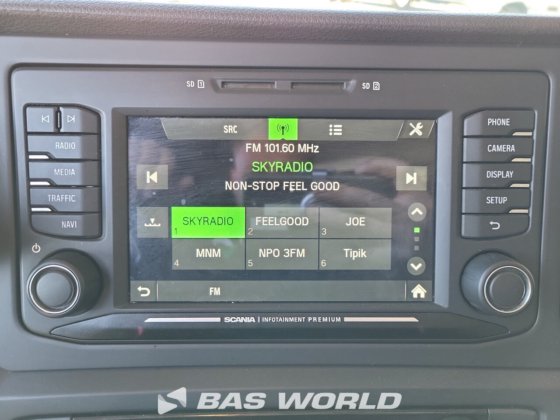 SD 1 SD 2
RADIO
MEDIA
TRAFFIC
NAVI
SRC
FM 101.60 MHz
SKYRADIO
NON-STOP FEEL GOOD
1 SKYRADIO
2 FEELGOOD
3 JOE
4 MNM
5 NPO 3FM
6 Tipik
FM
PHONE
CAMERA
DISPLAY
SETUP
SCANIA | INFOTAINMENT PREMIUM
BAS WORLD